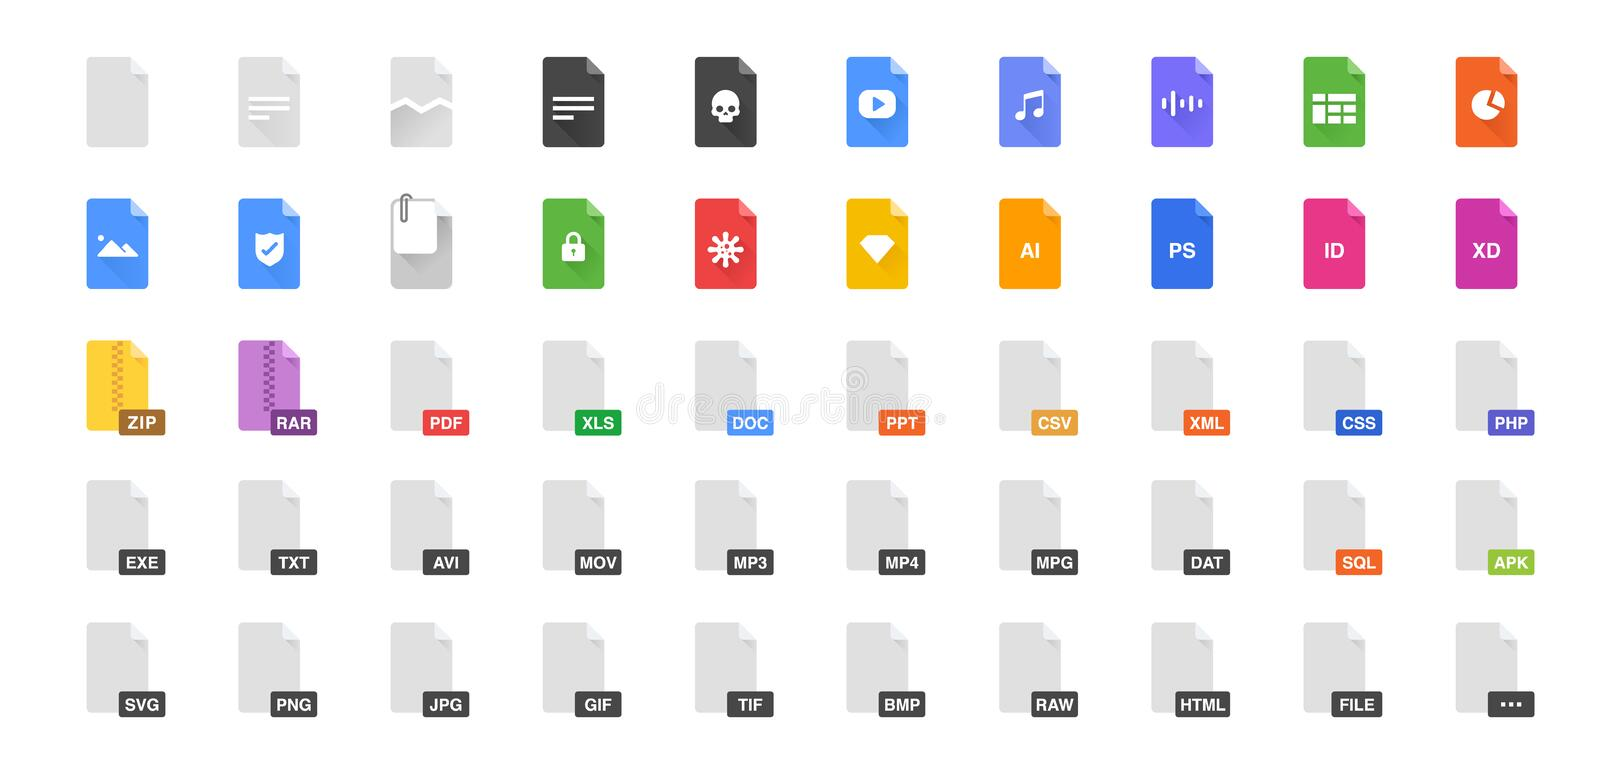 AI PS ID XD
ZIP RAR PDF XLS DOC PPT CSV XML CSS PHP
dreamstime
EXE TXT AVI MOV MP3 MP4 MPG DAT SQL APK
SVG PNG JPG GIF TIF BMP RAW HTML FILE ...